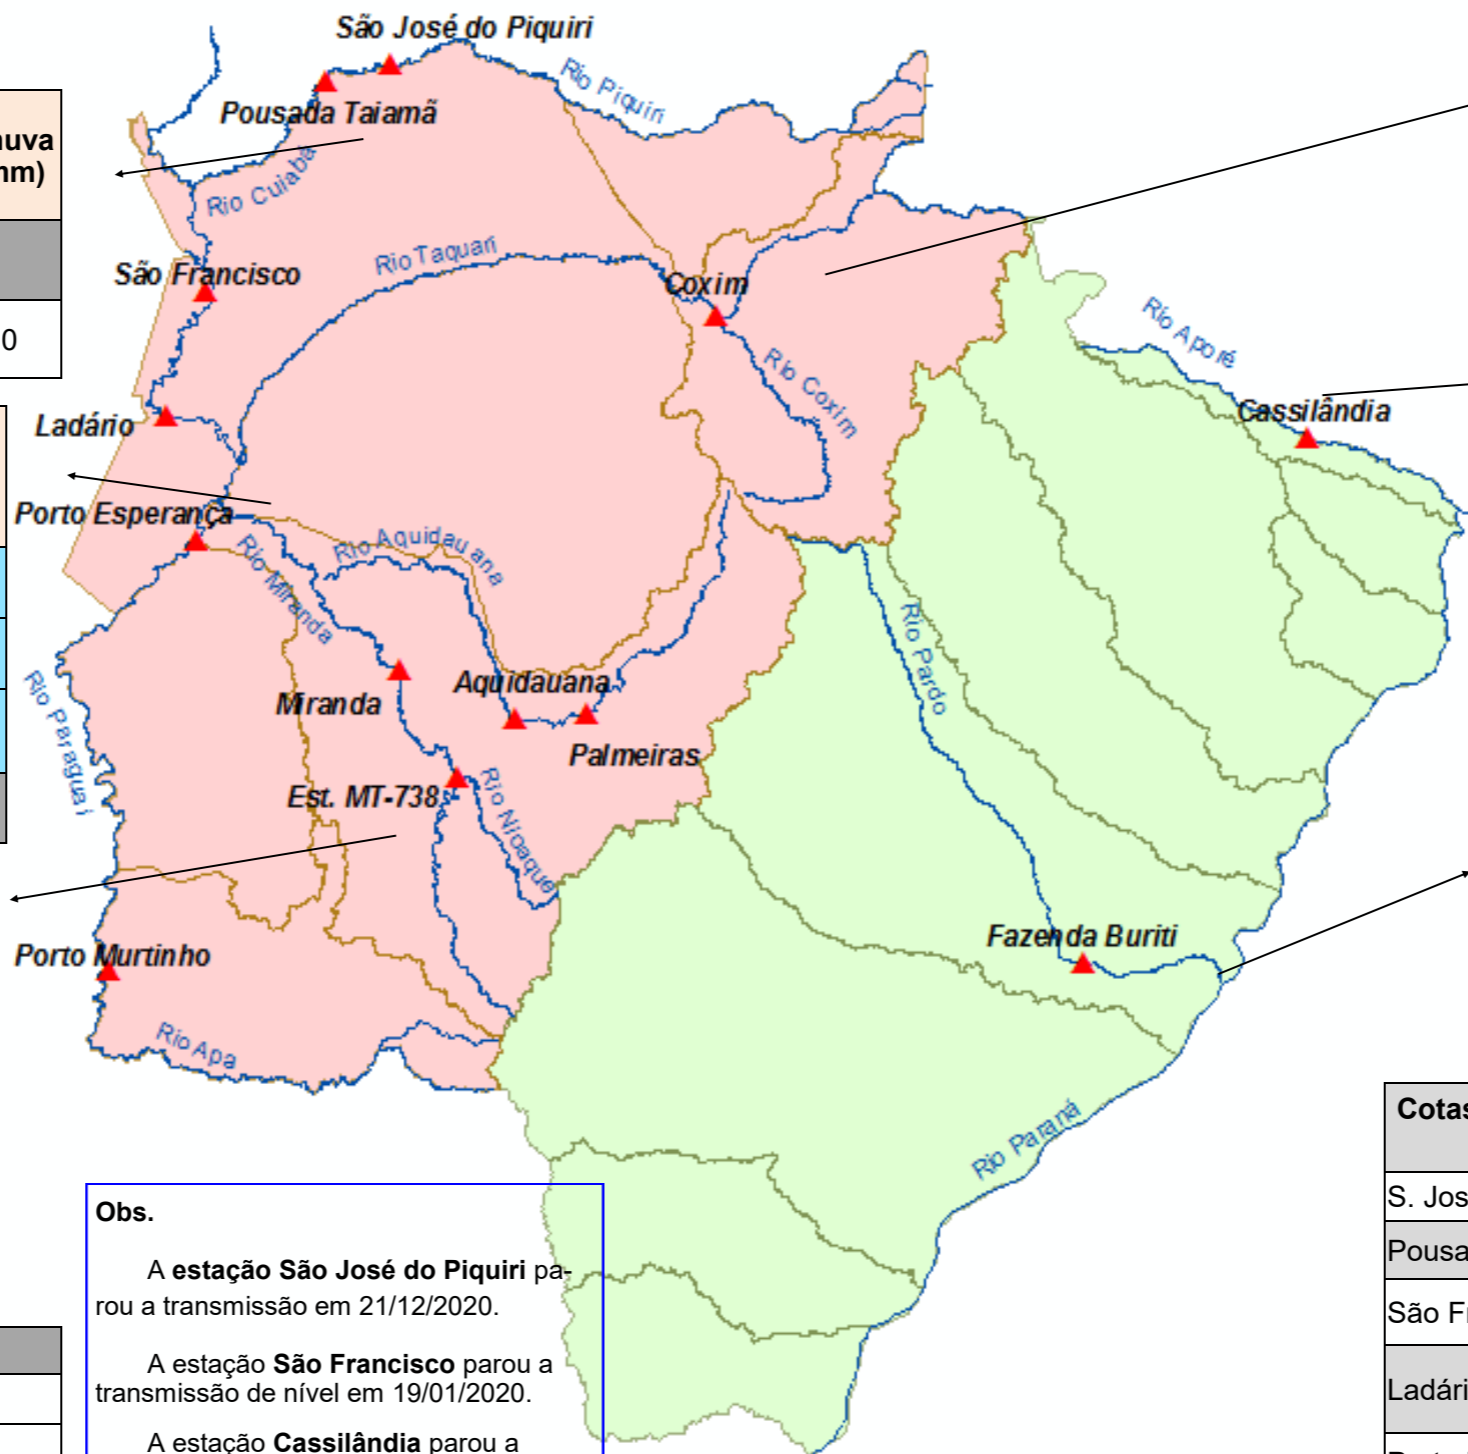 São José do Piquiri
Rio Piquiri
Pousada Taiamã
Rio Cuiabá
São Francisco
Rio Taquari
Coxim
Rio Coxim
Rio Aporé
Cassilândia
0
Ladário
Porto Esperança
Rio Aquidauana
Rio Miranda
Rio Pardo
Aquidauana
Miranda
Palmeiras
Rio Paraguai
Est. MT-738
Rio Nioaque
Fazenda Buriti
Porto Murtinho
Rio Apa
Rio Paraná
Obs.
A estação São José do Piquiri pa-
rou a transmissão em 21/12/2020.
A estação São Francisco parou a
transmissão de nível em 19/01/2020.
A estação Cassilândia parou a
Cotas
S. Jos
Pousa
São Fr
Ladári